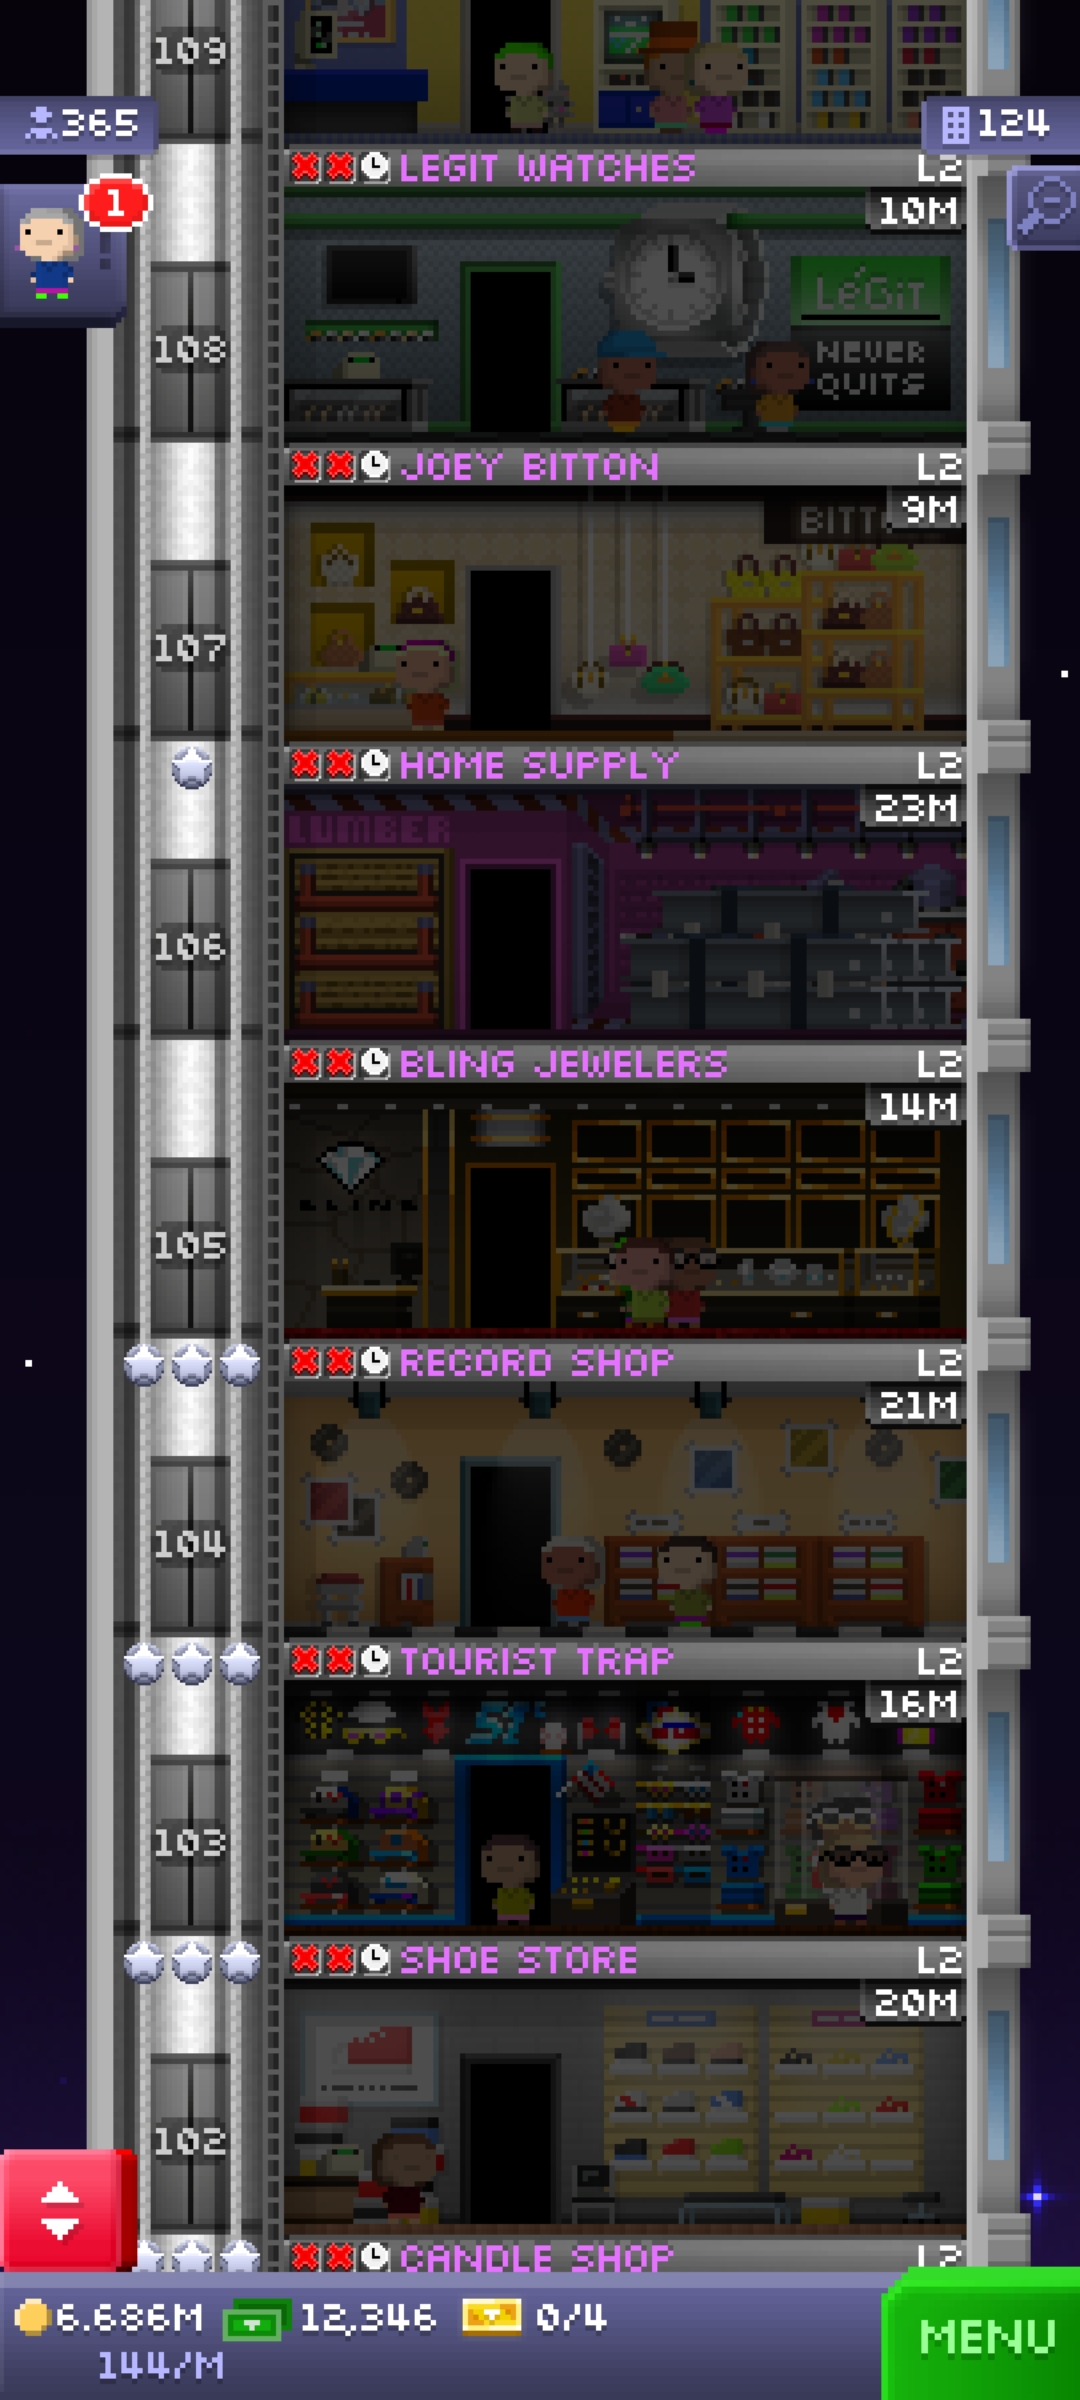 109
365
124
LEGIT WATCHES L2
1
10M
LéGiT
108
NEVER
QUITS
JOEY BITTON L2
9M
107
HOME SUPPLY L2
23M
LUMBER
106
BLING JEWELERS L2
14M
BLING
105
RECORD SHOP L2
21M
104
TOURIST TRAP L2
16M
103
SHOE STORE L2
20M
102
CANDLE SHOP L2
6.686M 12,346 0/4
144/M
MENU